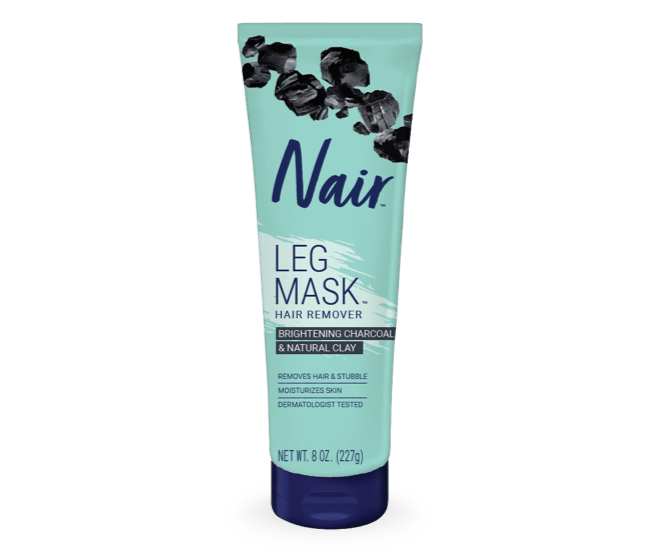 Nair™
LEG
MASK™
HAIR REMOVER
BRIGHTENING CHARCOAL
& NATURAL CLAY
REMOVES HAIR & STUBBLE
MOISTURIZES SKIN
DERMATOLOGIST TESTED
NET WT. 8 OZ. (227g)